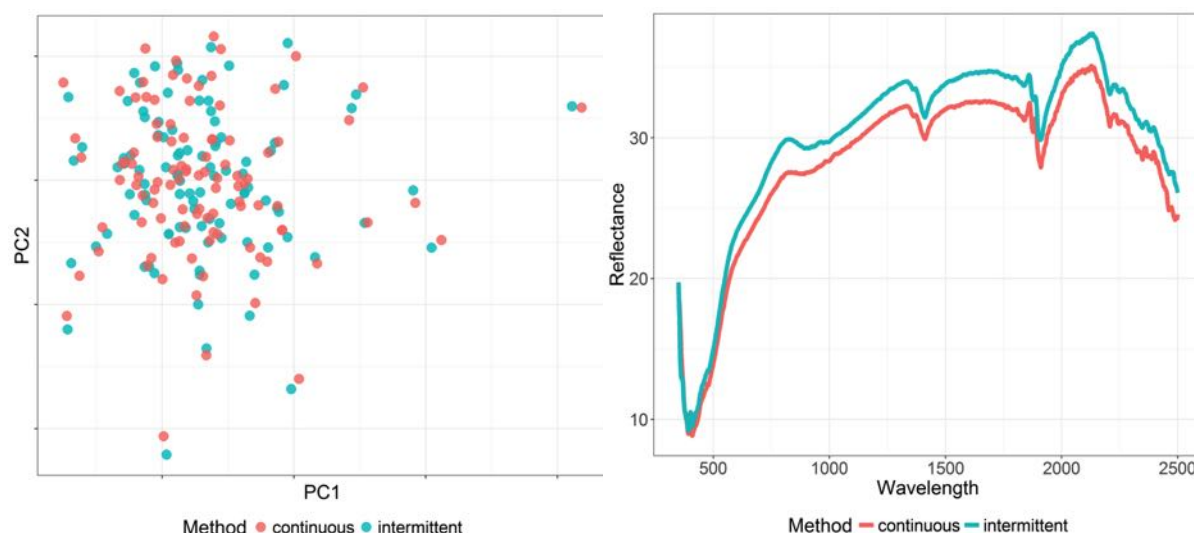 PC2
PC1
Method continuous intermittent
Reflectance
30
20
10
500 1000 1500 2000 2500
Wavelength
Method continuous intermittent